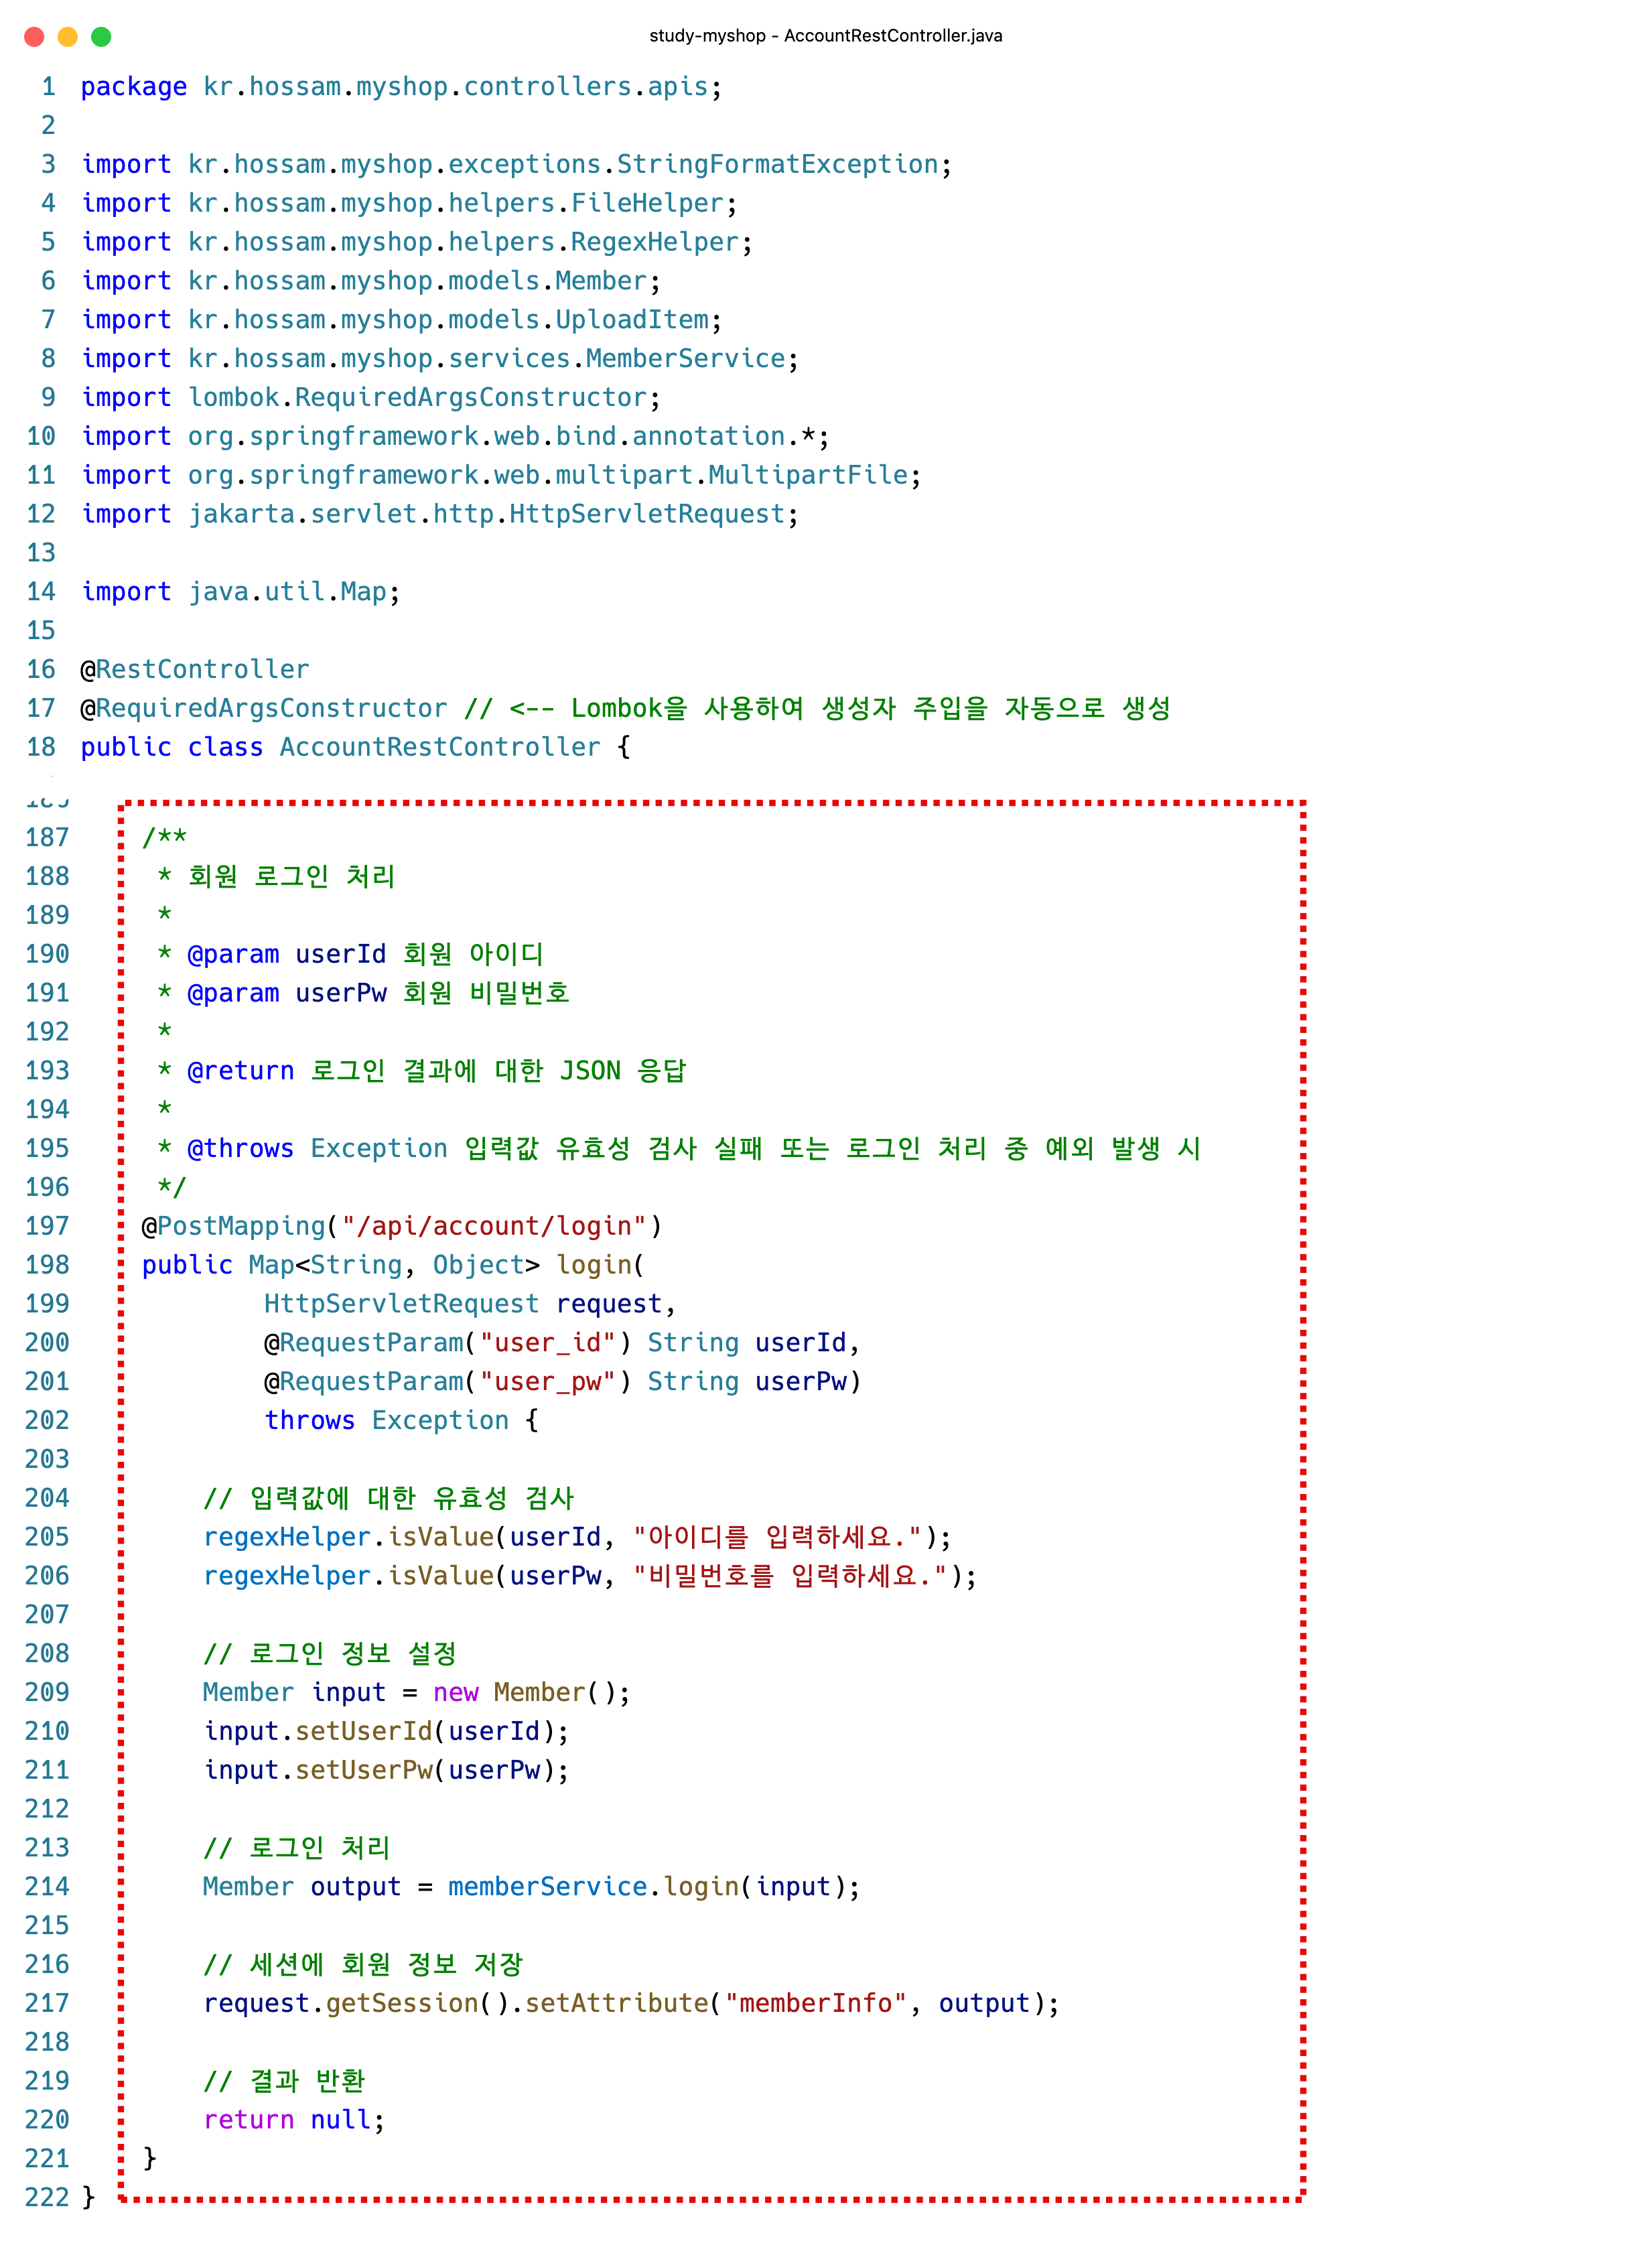 study-myshop - AccountRestController.java
1 package kr.hossam.myshop.controllers.apis;
2
3 import kr.hossam.myshop.exceptions.StringFormatException;
4 import kr.hossam.myshop.helpers.FileHelper;
5 import kr.hossam.myshop.helpers.RegexHelper;
6 import kr.hossam.myshop.models.Member;
7 import kr.hossam.myshop.models.UploadItem;
8 import kr.hossam.myshop.services.MemberService;
9 import lombok.RequiredArgsConstructor;
10 import org.springframework.web.bind.annotation.*;
11 import org.springframework.web.multipart.MultipartFile;
12 import jakarta.servlet.http.HttpServletRequest;
13
14 import java.util.Map;
15
16 @RestController
17 @RequiredArgsConstructor // <-- Lombok을 사용하여 생성자 주입을 자동으로 생성
18 public class AccountRestController {
187     /**
188      * 회원 로그인 처리
189      *
190      * @param userId 회원 아이디
191      * @param userPw 회원 비밀번호
192      *
193      * @return 로그인 결과에 대한 JSON 응답
194      *
195      * @throws Exception 입력값 유효성 검사 실패 또는 로그인 처리 중 예외 발생 시
196      */
197     @PostMapping("/api/account/login")
198     public Map<String, Object> login(
199             HttpServletRequest request,
200             @RequestParam("user_id") String userId,
201             @RequestParam("user_pw") String userPw)
202             throws Exception {
203
204         // 입력값에 대한 유효성 검사
205         regexHelper.isValue(userId, "아이디를 입력하세요.");
206         regexHelper.isValue(userPw, "비밀번호를 입력하세요.");
207
208         // 로그인 정보 설정
209         Member input = new Member();
210         input.setUserId(userId);
211         input.setUserPw(userPw);
212
213         // 로그인 처리
214         Member output = memberService.login(input);
215
216         // 세션에 회원 정보 저장
217         request.getSession().setAttribute("memberInfo", output);
218
219         // 결과 반환
220         return null;
221     }
222 }